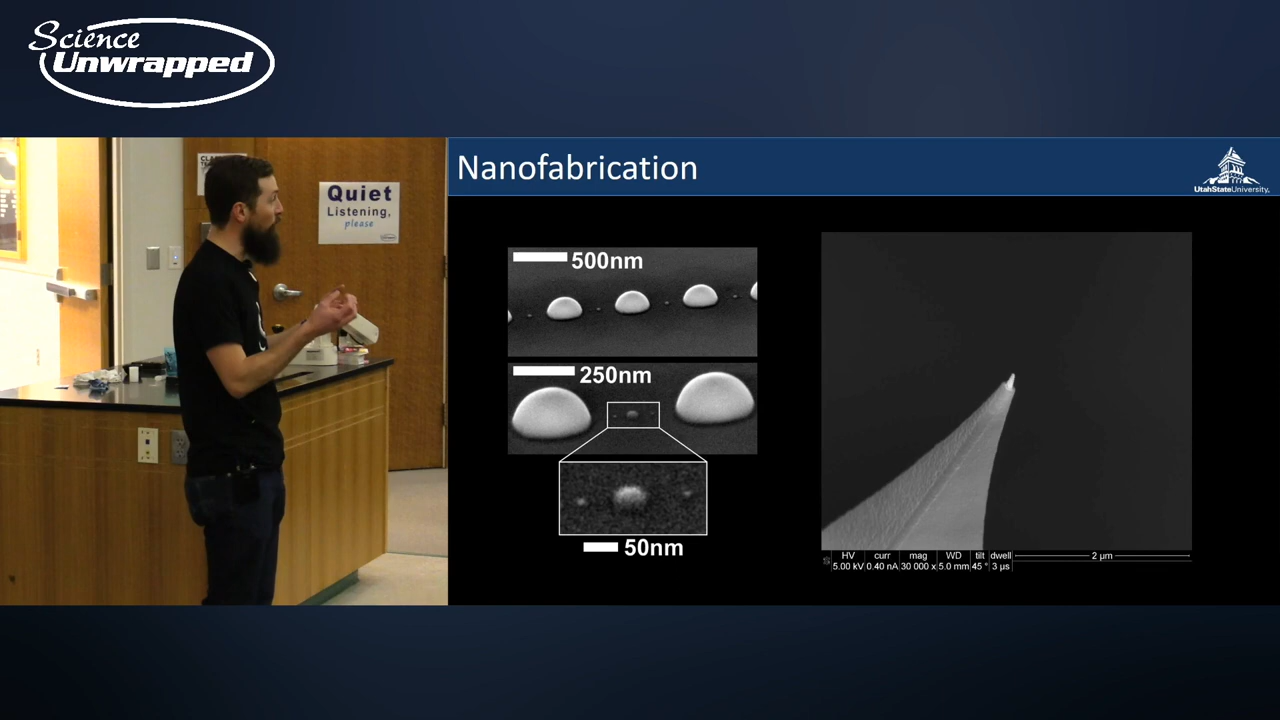 Science
Unwrapped
Quiet
Listening,
please
Nanofabrication
UtahStateUniversity
500nm
250nm
50nm
HV curr mag WD tilt dwell
5.00 kV 0.40 nA 30 000 x 5.0 mm 45 ° 3 µs
2 µm